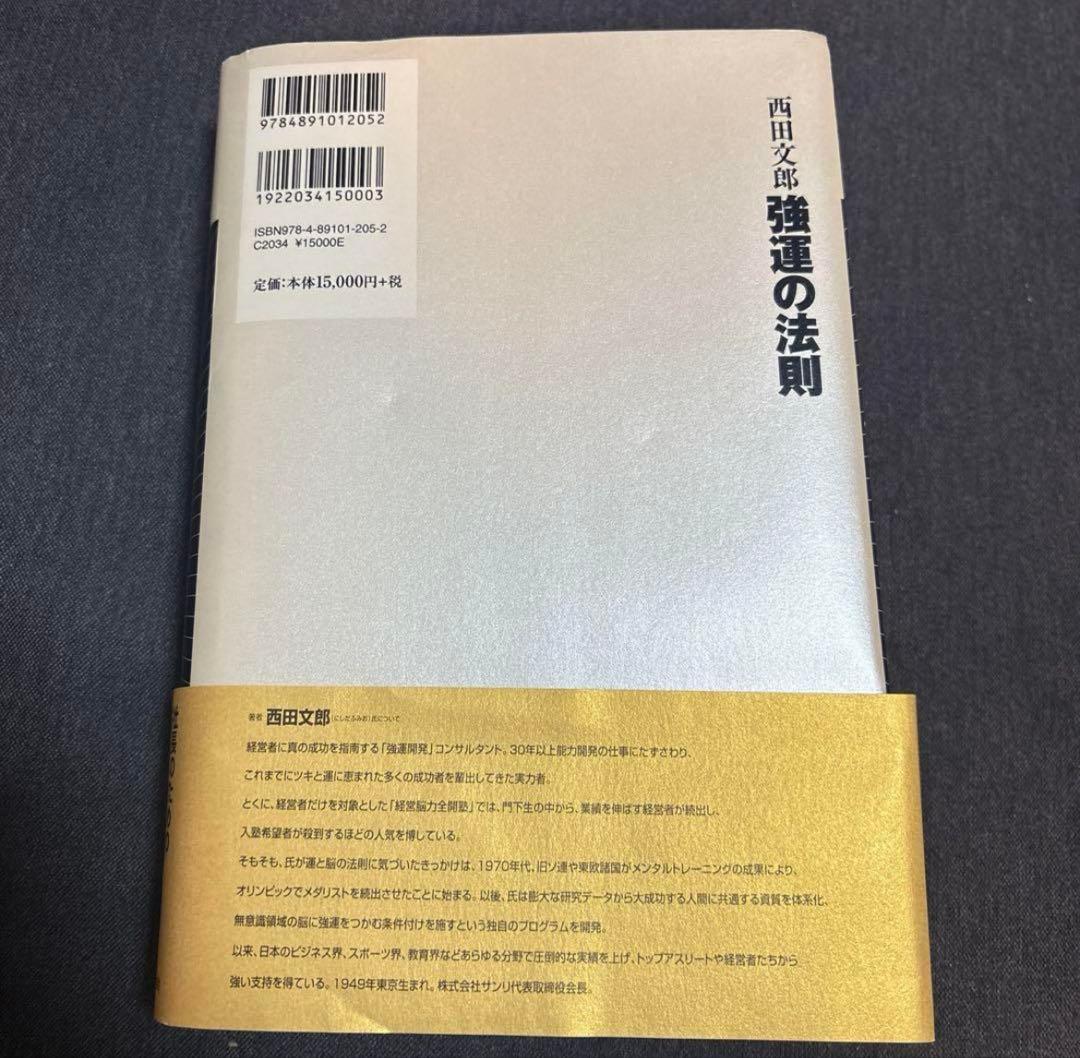 9784891012052
1922034150003
ISBN978-4-89101-205-2
C2034 ¥15000E
定価:本体15,000円+税
西田文郎 強運の法則
著者 西田文郎(にしだふみお)氏について
経営者に真の成功を指南する「強運開発」コンサルタント。30年以上能力開発の仕事にたずさわり、
これまでにツキと運に恵まれた多くの成功者を輩出してきた実力者。
とくに、経営者だけを対象とした「経営脳力全開塾」では、門下生の中から、業績を伸ばす経営者が続出し、
入塾希望者が殺到するほどの人気を博している。
そもそも、氏が運と脳の法則に気づいたきっかけは、1970年代、旧ソ連や東欧諸国がメンタルトレーニングの成果により、
オリンピックでメダリストを続出させたことに始まる。以後、氏は膨大な研究データから大成功する人間に共通する資質を体系化、
無意識領域の脳に強運をつかむ条件付けを施すという独自のプログラムを開発。
以来、日本のビジネス界、スポーツ界、教育界などあらゆる分野で圧倒的な実績を上げ、トップアスリートや経営者たちから
強い支持を得ている。1949年東京生まれ。株式会社サンリ代表取締役会長。